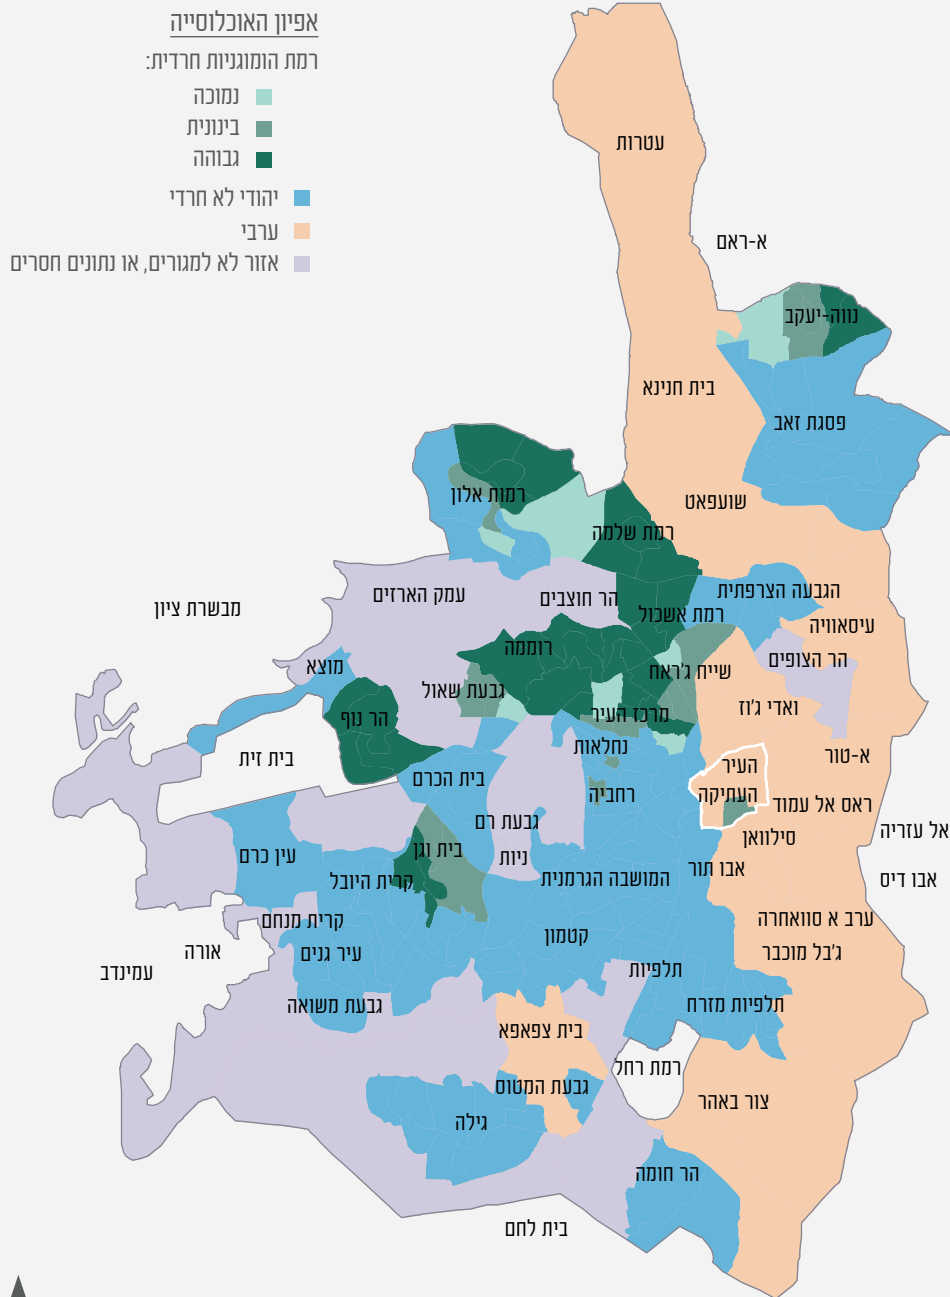 אפיון האוכלוסייה
רמת הומוגניות חרדית:
נמוכה
בינונית
גבוהה
יהודי לא חרדי
ערבי
אזור לא למגורים, או נתונים חסרים
עטרות
א-ראם
נווה-יעקב
בית חנינא
פסגת זאב
רמות אלון
שועפאט
רמת שלמה
הגבעה הצרפתית
עמק הארזים
הר חוצבים
מבשרת ציון
רמת אשכול
עיסאוויה
רוממה
הר הצופים
מוצא
שייח ג'ראח
גבעת שאול
ואדי ג'וז
מרכז העיר
הר נוף
נחלאות
א-טור
בית זית
העיר
העתיקה
בית הכרם
רחביה
ראס אל עמוד
גבעת רם
סילוואן
אל עזריה
בית וגן
ניות
עין כרם
אבו תור
המושבה הגרמנית
קרית היובל
אבו דיס
קרית מנחם
ערב א סוואחרה
קטמון
ג'בל מוכבר
אורה
עיר גנים
עמינדב
תלפיות
גבעת משואה
תלפיות מזרח
בית צפאפא
רמת רחל
גבעת המטוס
צור באהר
גילה
הר חומה
בית לחם